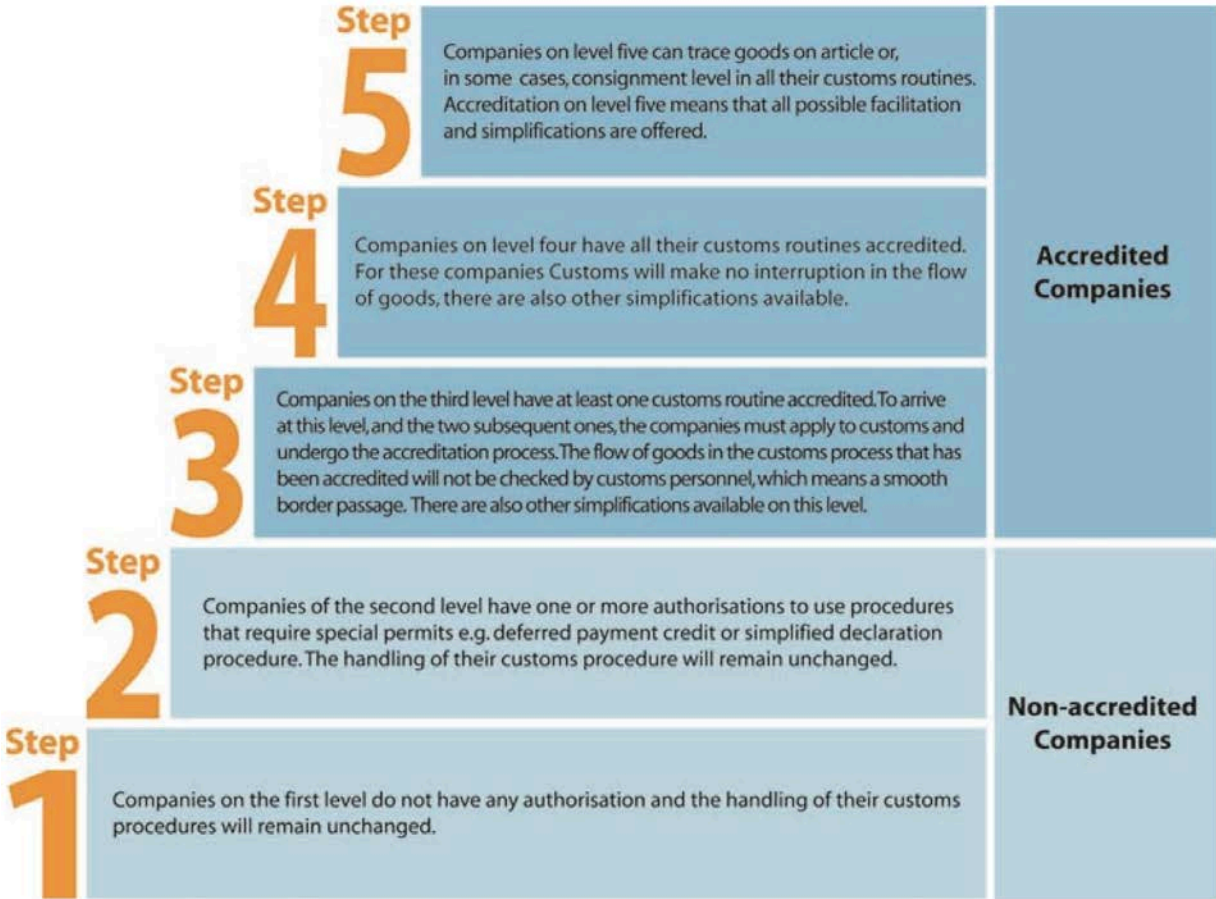 Step
5
Companies on level five can trace goods on article or,
in some cases, consignment level in all their customs routines.
Accreditation on level five means that all possible facilitation
and simplifications are offered.
Step
4
Companies on level four have all their customs routines accredited.
For these companies Customs will make no interruption in the flow
of goods, there are also other simplifications available.
Accredited
Companies
Step
3
Companies on the third level have at least one customs routine accredited. To arrive
at this level, and the two subsequent ones, the companies must apply to customs and
undergo the accreditation process. The flow of goods in the customs process that has
been accredited will not be checked by customs personnel, which means a smooth
border passage. There are also other simplifications available on this level.
Step
2
Companies of the second level have one or more authorisations to use procedures
that require special permits e.g. deferred payment credit or simplified declaration
procedure. The handling of their customs procedure will remain unchanged.
Non-accredited
Companies
Step
1
Companies on the first level do not have any authorisation and the handling of their customs
procedures will remain unchanged.